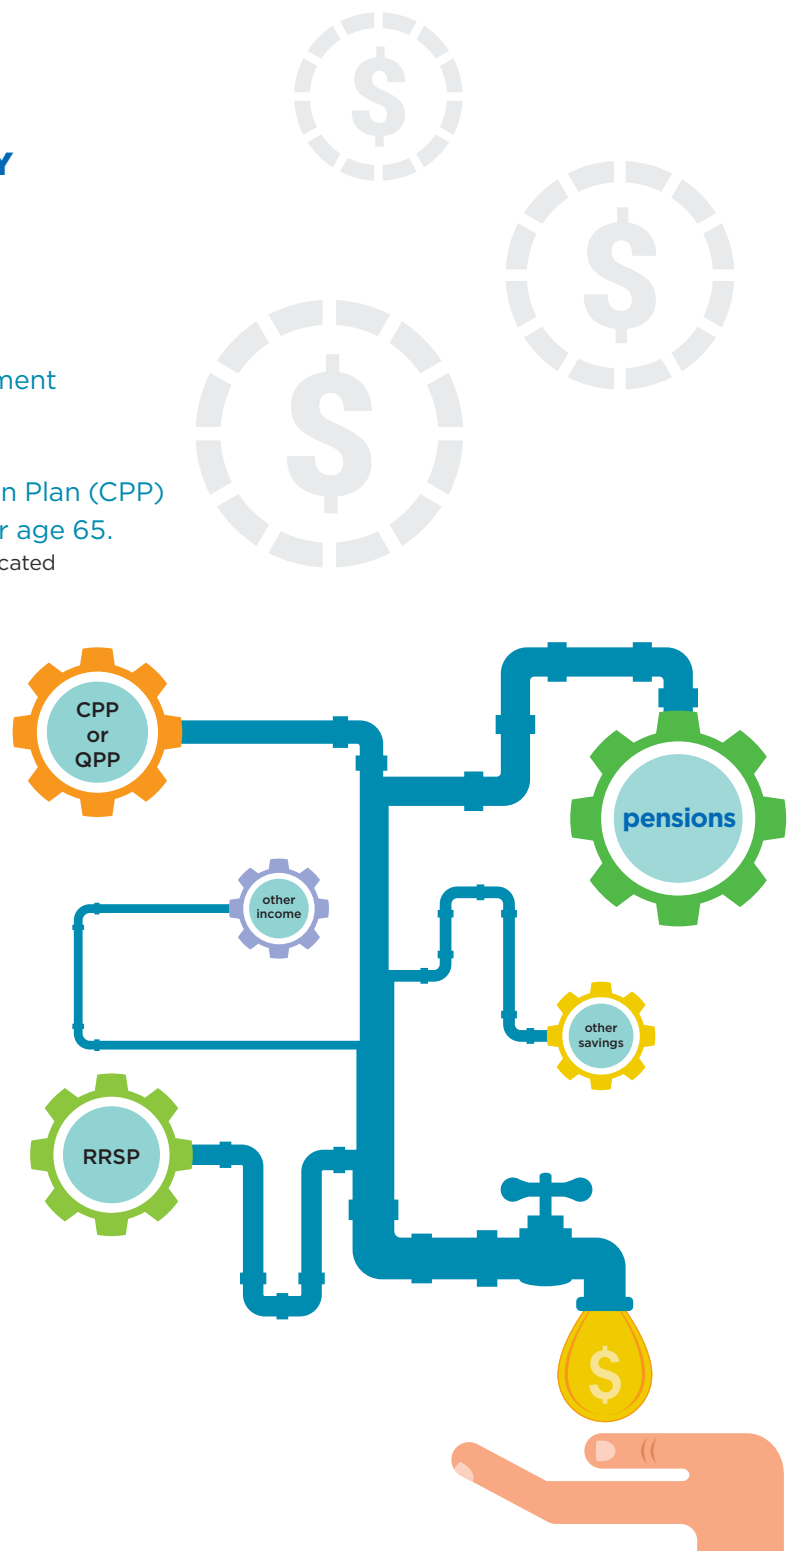 Y
ment
n Plan (CPP)
r age 65.
cated
CPP
or
QPP
pensions
other
income
other
savings
RRSP
$
$
$
$